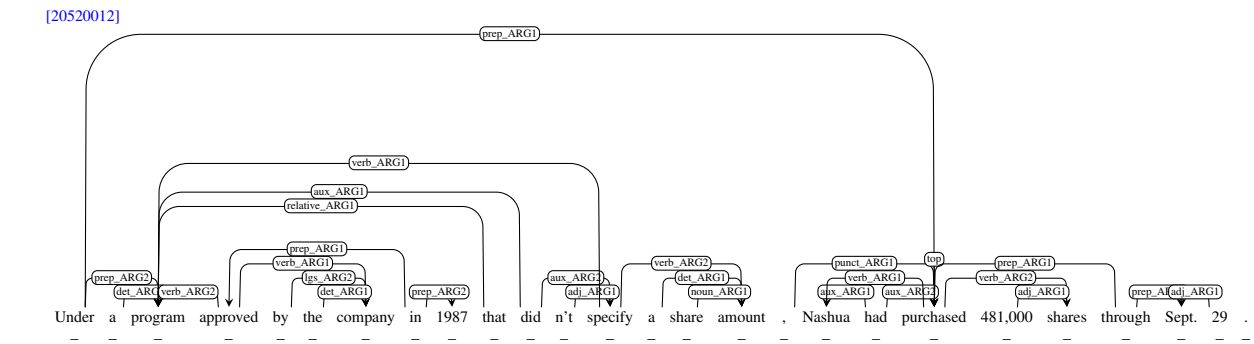 [20520012]
prep_ARG1
verb_ARG1
aux_ARG1
relative_ARG1
prep_ARG1
top
verb_ARG1 verb_ARG2 punct_ARG1 prep_ARG1
prep_ARG2 lgs_ARG2 aux_ARG2 det_ARG1 verb_ARG1 verb_ARG2
verb_ARG2 det_ARG1 prep_ARG2 adj_ARG1 noun_ARG1 aux_ARG1 aux_ARG2 adj_ARG1 adj_ARG1
Under a program approved by the company in 1987 that did n't specify a share amount , Nashua had purchased 481,000 shares through Sept. 29 .
_ _ _ _ _ _ _ _ _ _ _ _ _ _ _ _ _ _ _ _ _ _ _ _ _ _